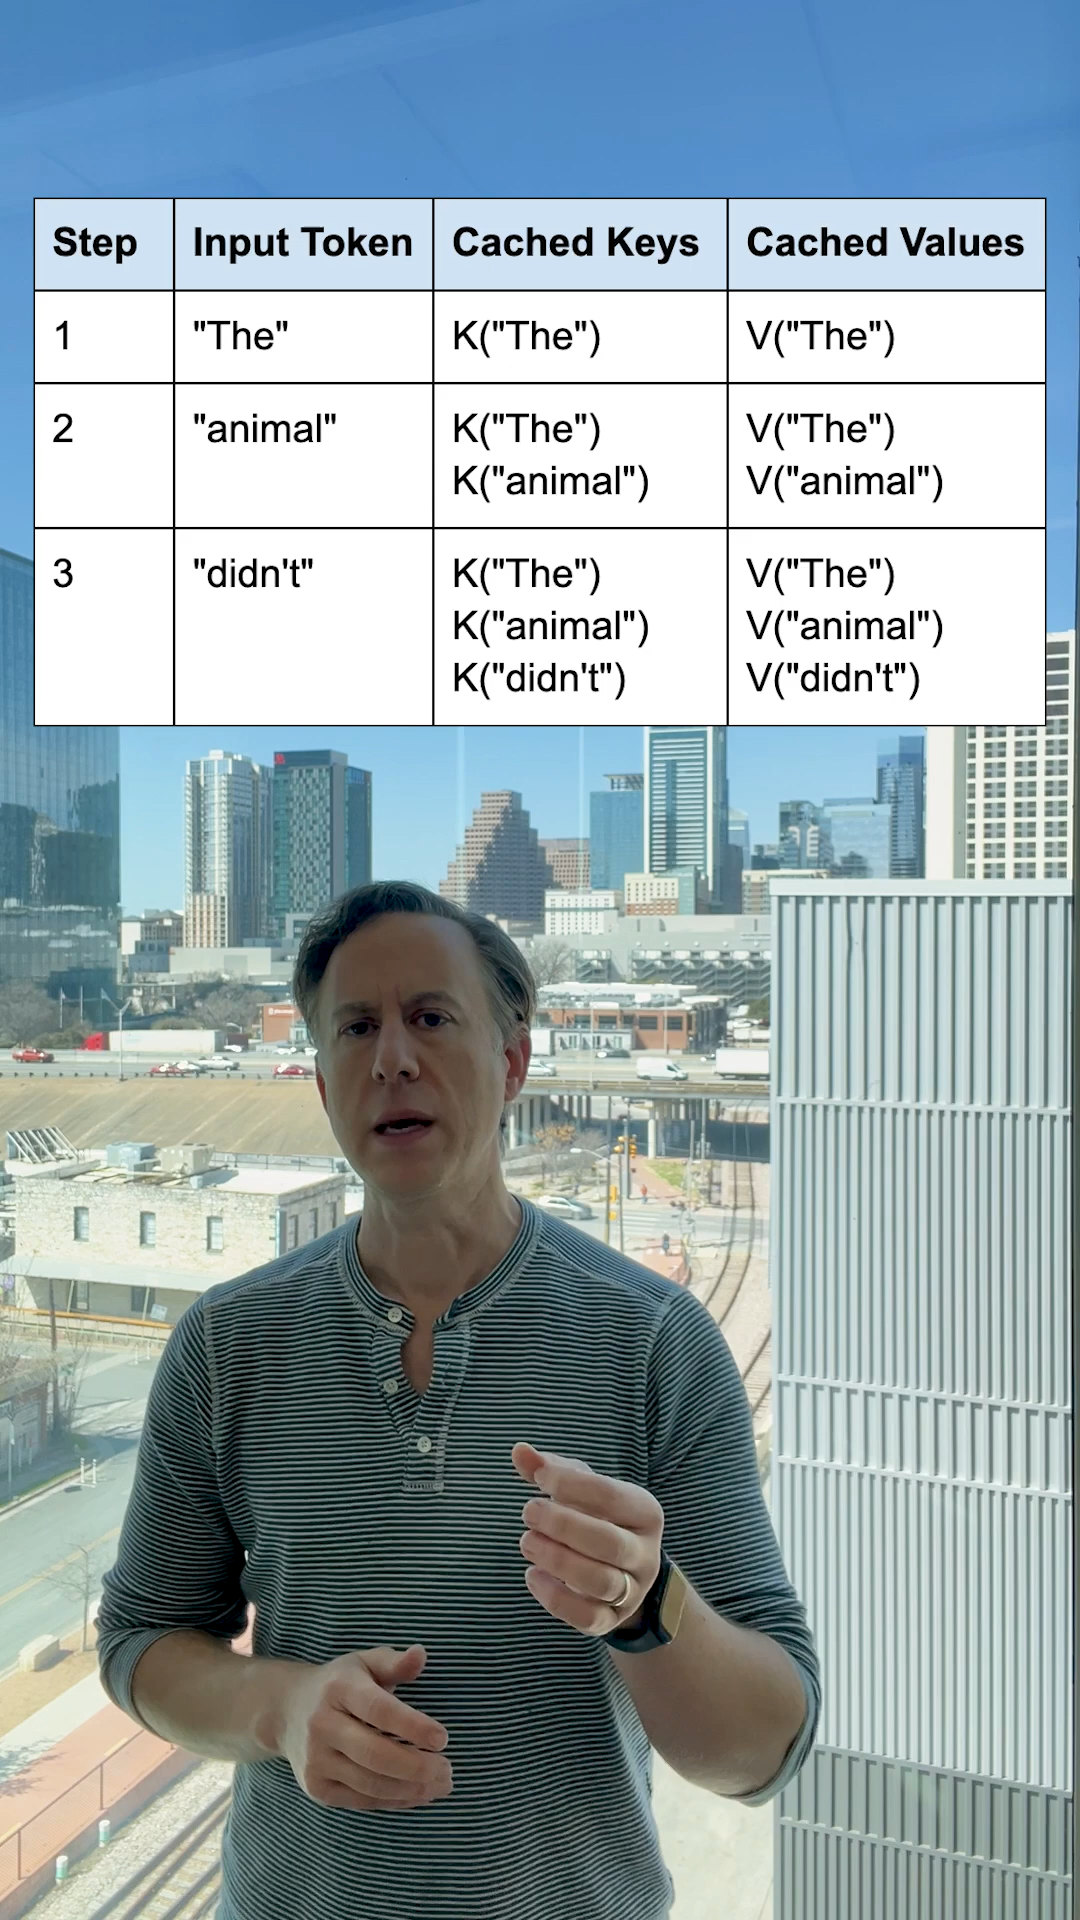 Step Input Token Cached Keys Cached Values
1 "The" K("The") V("The")
2 "animal" K("The") V("The")
K("animal") V("animal")
3 "didn't" K("The") V("The")
K("animal") V("animal")
K("didn't") V("didn't")